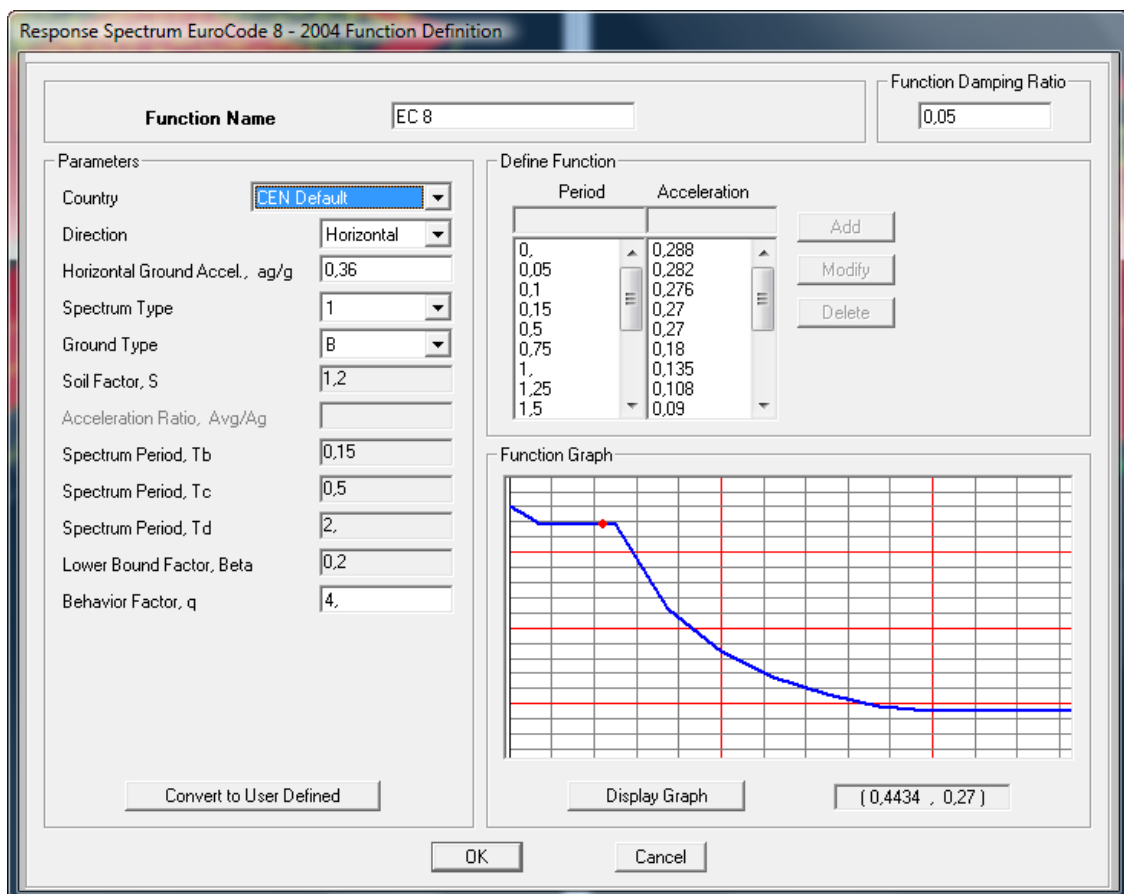 Response Spectrum EuroCode 8 - 2004 Function Definition
Function Damping Ratio
Function Name EC 8 0,05
Parameters
Country CEN Default
Direction Horizontal
Horizontal Ground Accel., ag/g 0,36
Spectrum Type 1
Ground Type B
Soil Factor, S 1,2
Acceleration Ratio, Avg/Ag
Spectrum Period, Tb 0,15
Spectrum Period, Tc 0,5
Spectrum Period, Td 2,
Lower Bound Factor, Beta 0,2
Behavior Factor, q 4,
Convert to User Defined
Define Function
Period Acceleration
0, 0,288
0,05 0,282
0,1 0,276
0,15 0,27
0,5 0,27
0,75 0,18
1, 0,135
1,25 0,108
1,5 0,09
Add
Modify
Delete
Function Graph
Display Graph (0,4434 , 0,27 )
OK Cancel